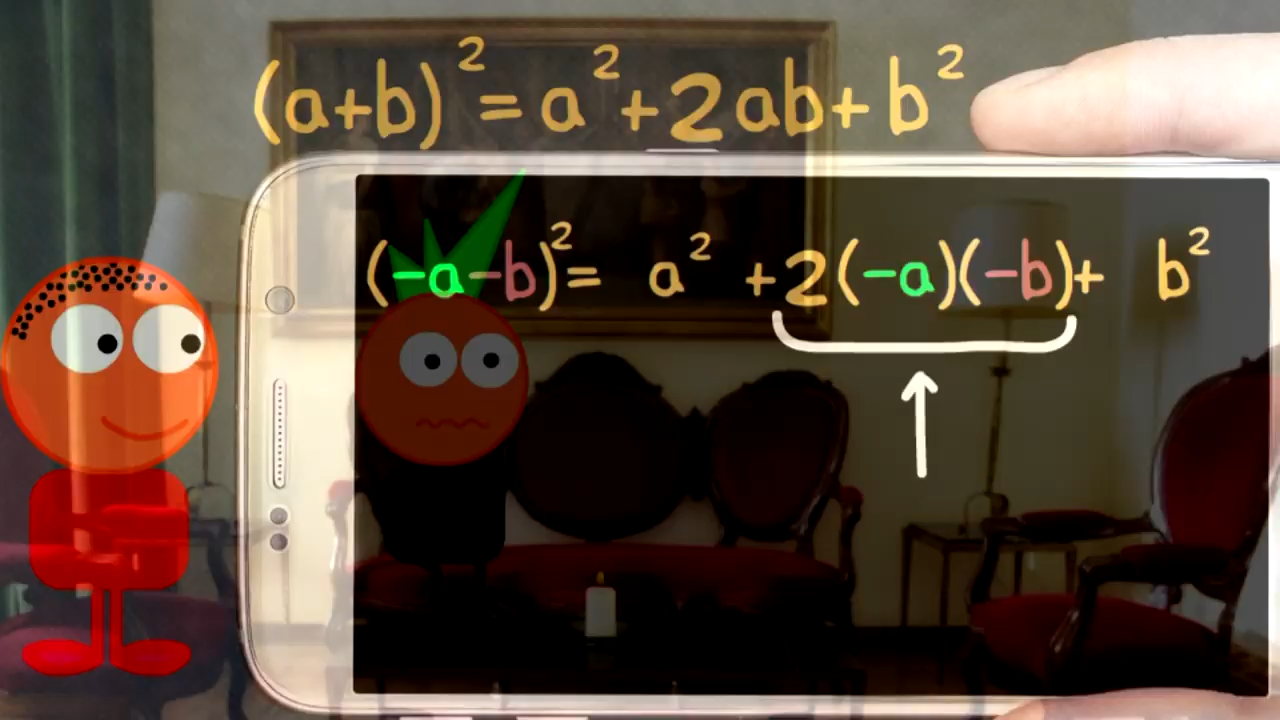 (a+b)²=a²+2ab+b²
(-a-b)²= a² +2(-a)(-b)+ b²